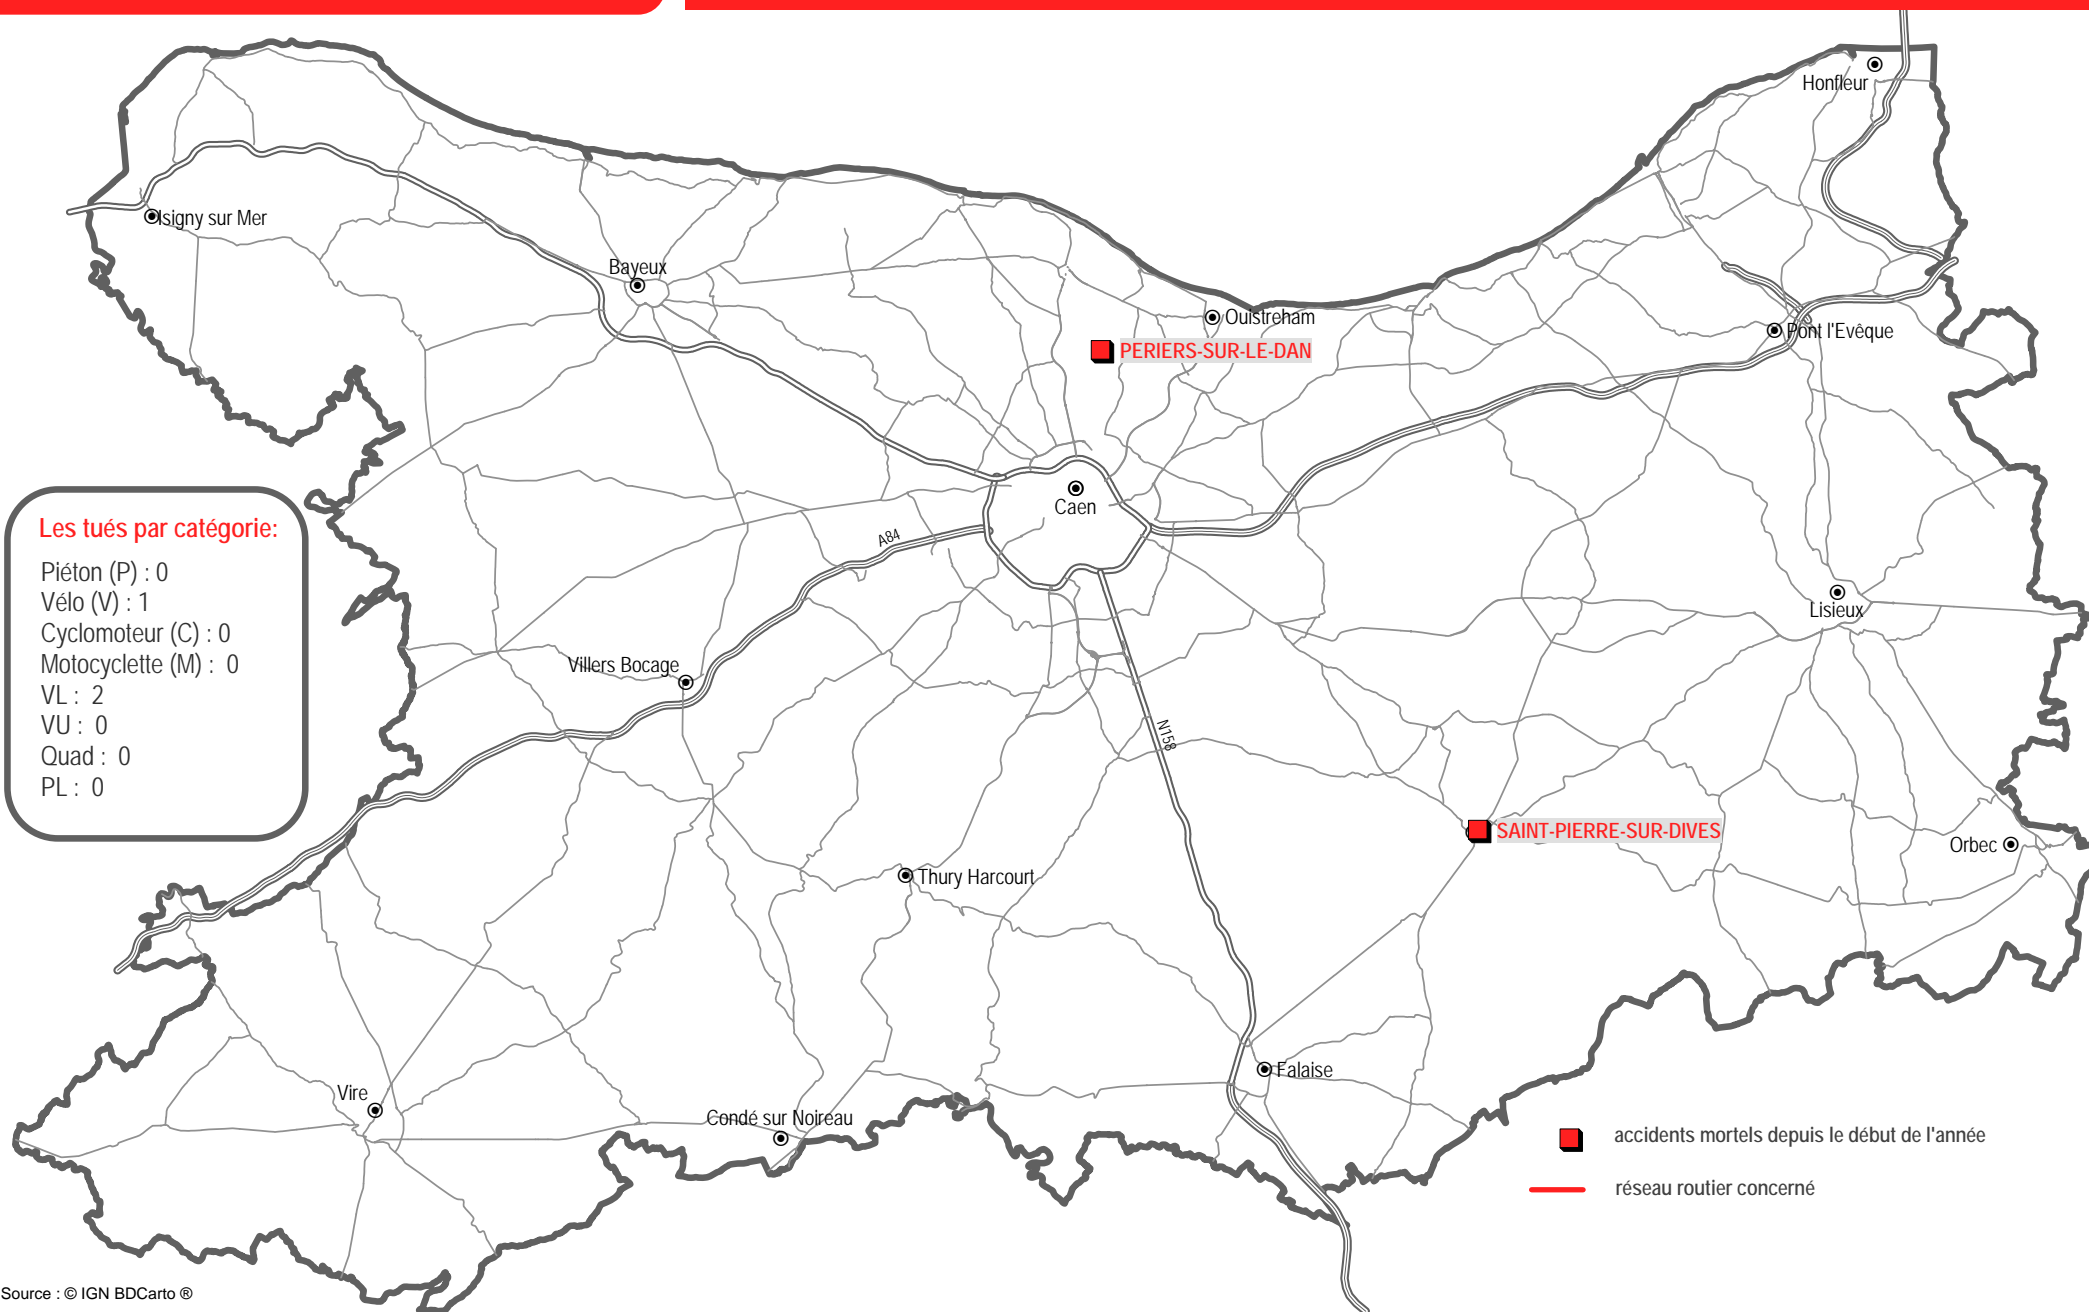 Honfleur
Isigny sur Mer
Bayeux
Ouistreham
Pont l'Evêque
PERIERS-SUR-LE-DAN
Caen
A84
Les tués par catégorie:
Piéton (P) : 0
Vélo (V) : 1
Cyclomoteur (C) : 0
Motocyclette (M) : 0
VL : 2
VU : 0
Quad : 0
PL : 0
Lisieux
Villers Bocage
N158
SAINT-PIERRE-SUR-DIVES
Orbec
Thury Harcourt
Falaise
Vire
Condé sur Noireau
accidents mortels depuis le début de l'année
réseau routier concerné
Source : © IGN BDCarto ®